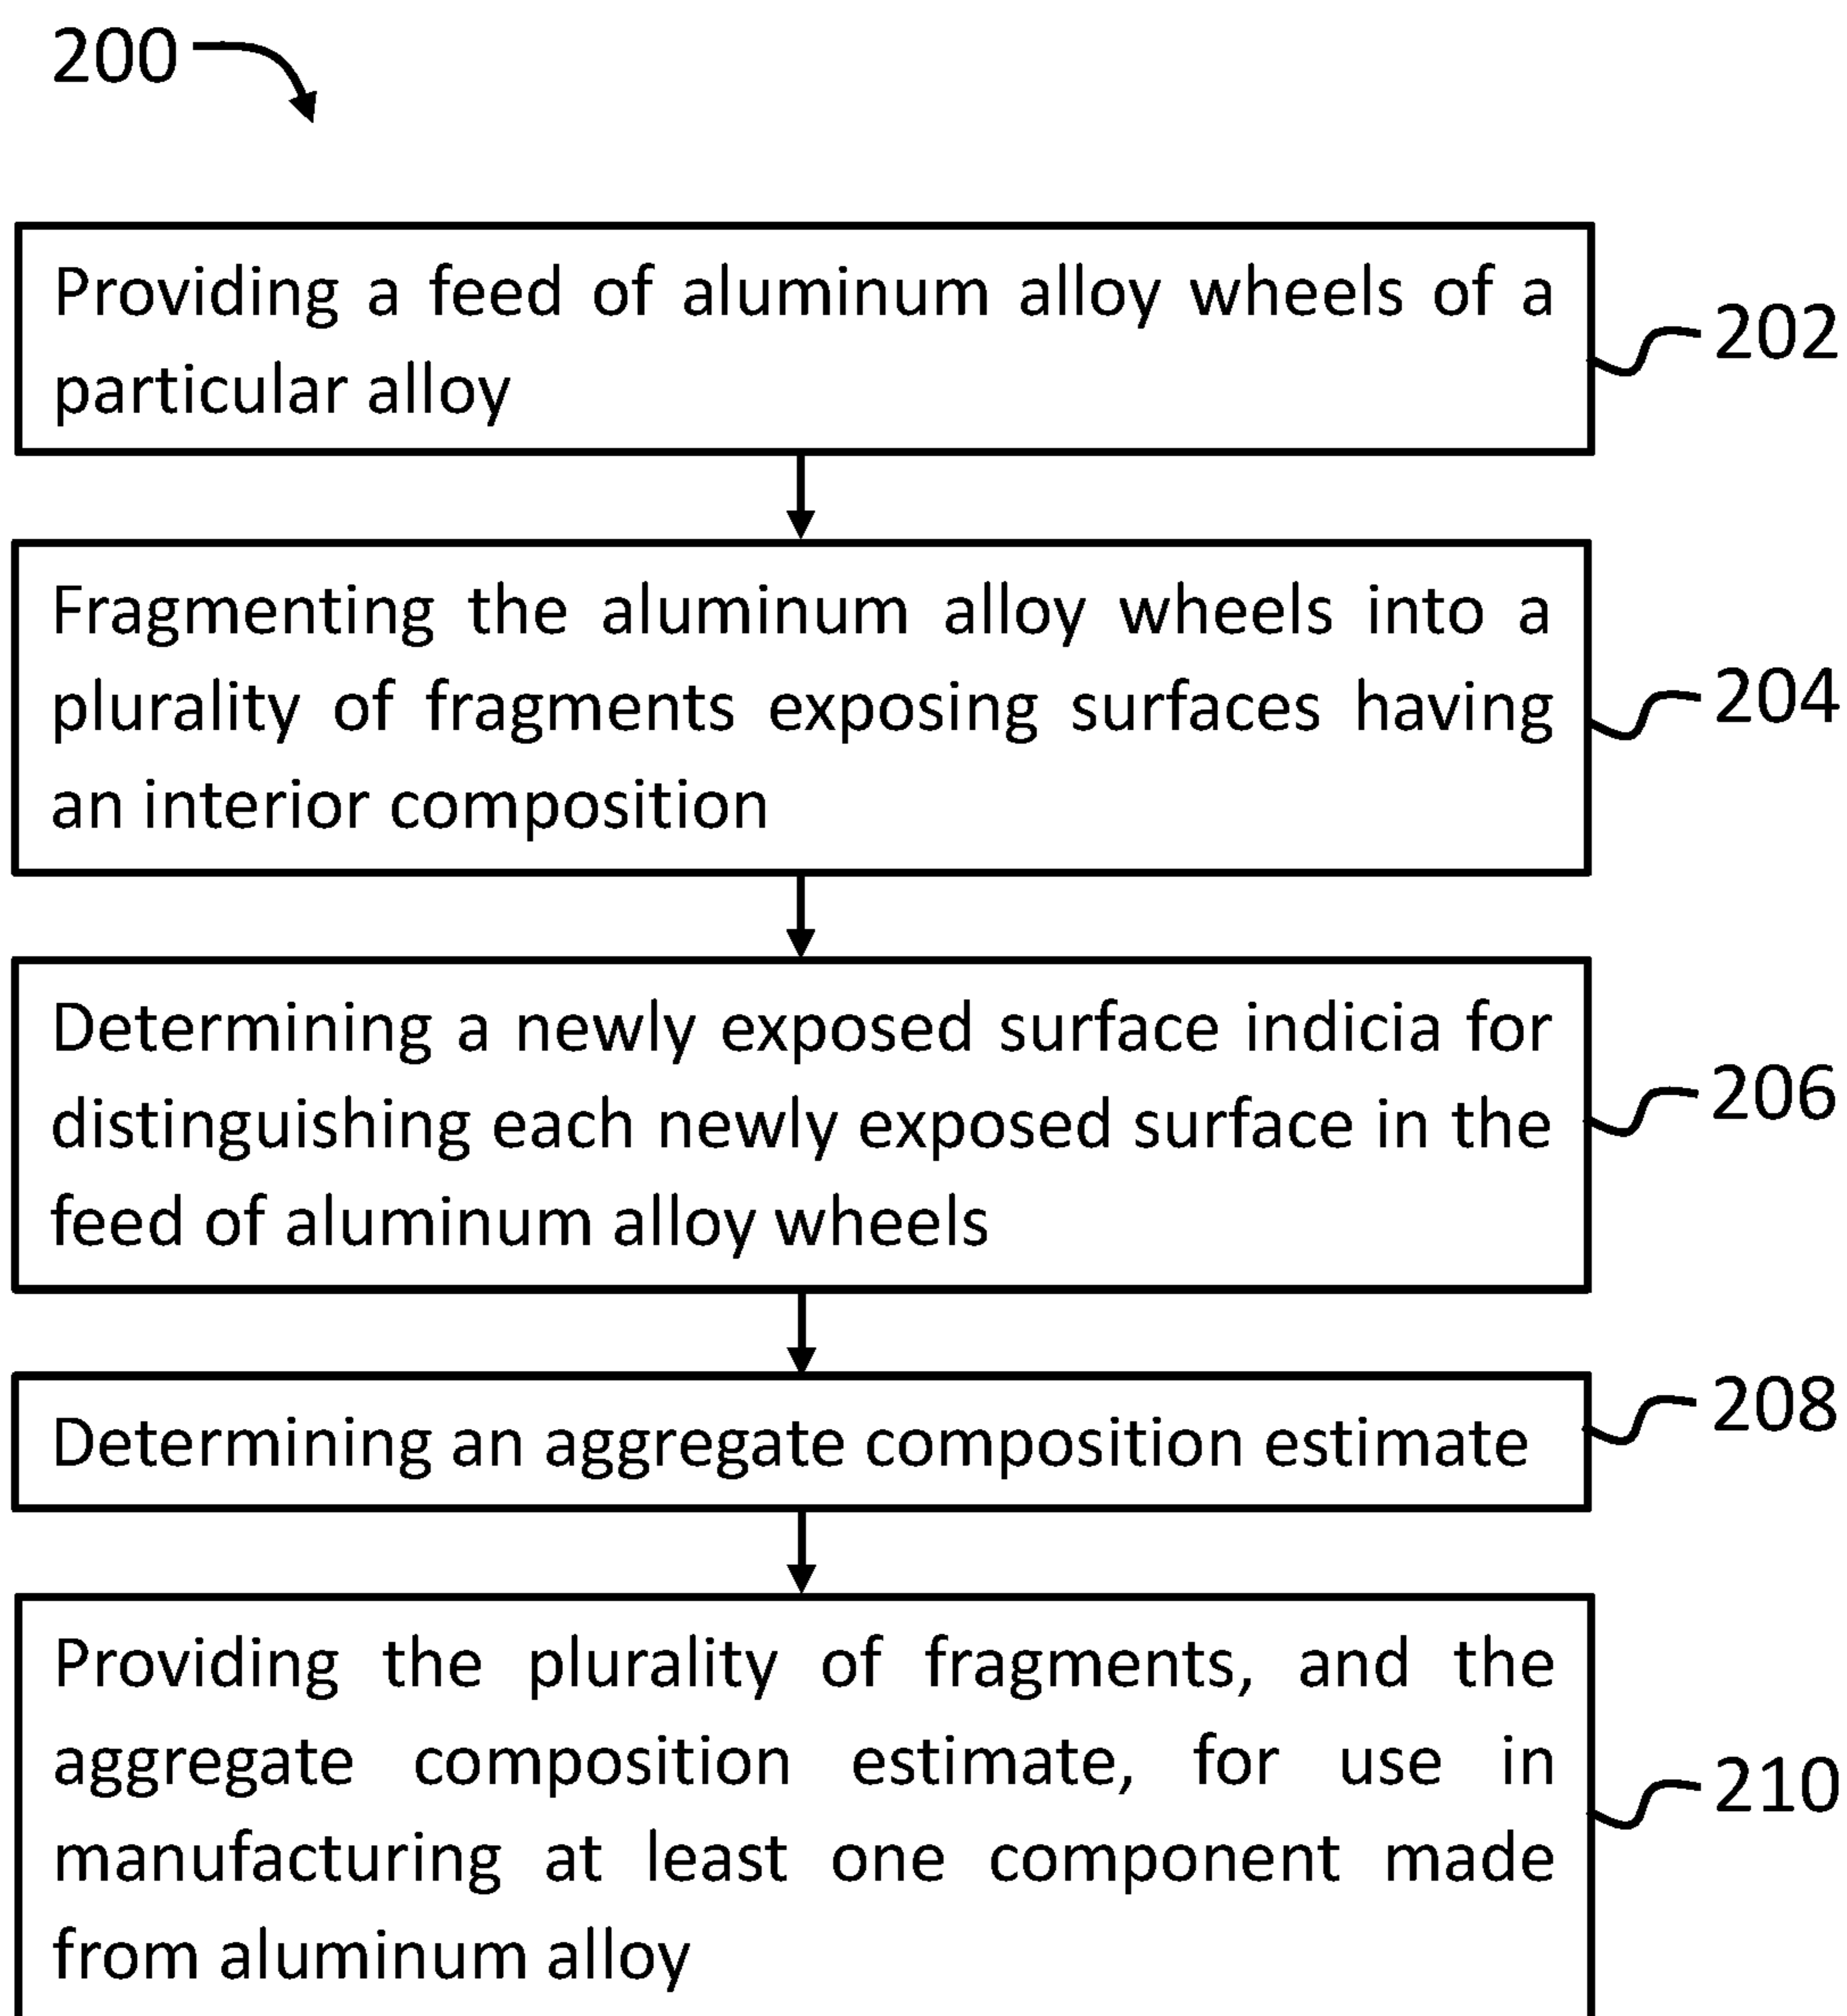 200
Providing a feed of aluminum alloy wheels of a
particular alloy
202
Fragmenting the aluminum alloy wheels into a
plurality of fragments exposing surfaces having
an interior composition
204
Determining a newly exposed surface indicia for
distinguishing each newly exposed surface in the
feed of aluminum alloy wheels
206
Determining an aggregate composition estimate
208
Providing the plurality of fragments, and the
aggregate composition estimate, for use in
manufacturing at least one component made
from aluminum alloy
210